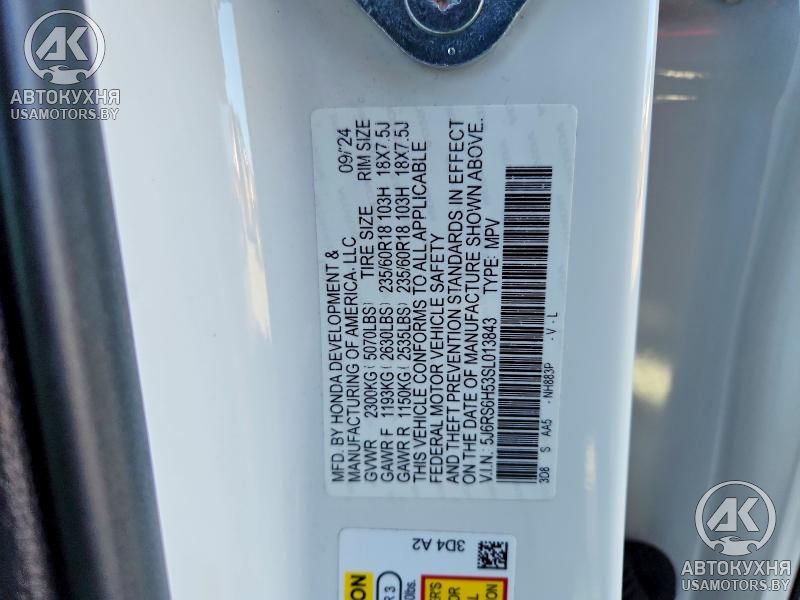 АК
АВТОКУХНЯ
USAMOTORS.BY
MFD. BY HONDA DEVELOPMENT &
MANUFACTURING OF AMERICA, LLC 09/24
GVWR 2300KG (5070LBS) TIRE SIZE RIM SIZE
GAWR F 1193KG (2630LBS) 235/60R18 103H 18X7.5J
GAWR R 1150KG (2535LBS) 235/60R18 103H 18X7.5J
THIS VEHICLE CONFORMS TO ALL APPLICABLE
FEDERAL MOTOR VEHICLE SAFETY
AND THEFT PREVENTION STANDARDS IN EFFECT
ON THE DATE OF MANUFACTURE SHOWN ABOVE.
V.I.N: 5J6RS6H53SL013843 TYPE: MPV
3D8 S AA5 -NH883P -V-L
3D4 A2
АК
АВТОКУХНЯ
USAMOTORS.BY